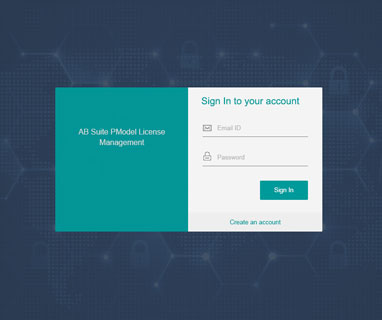 AB Suite PModel License
Management
Sign In to your account
Email ID
Password
Sign In
Create an account